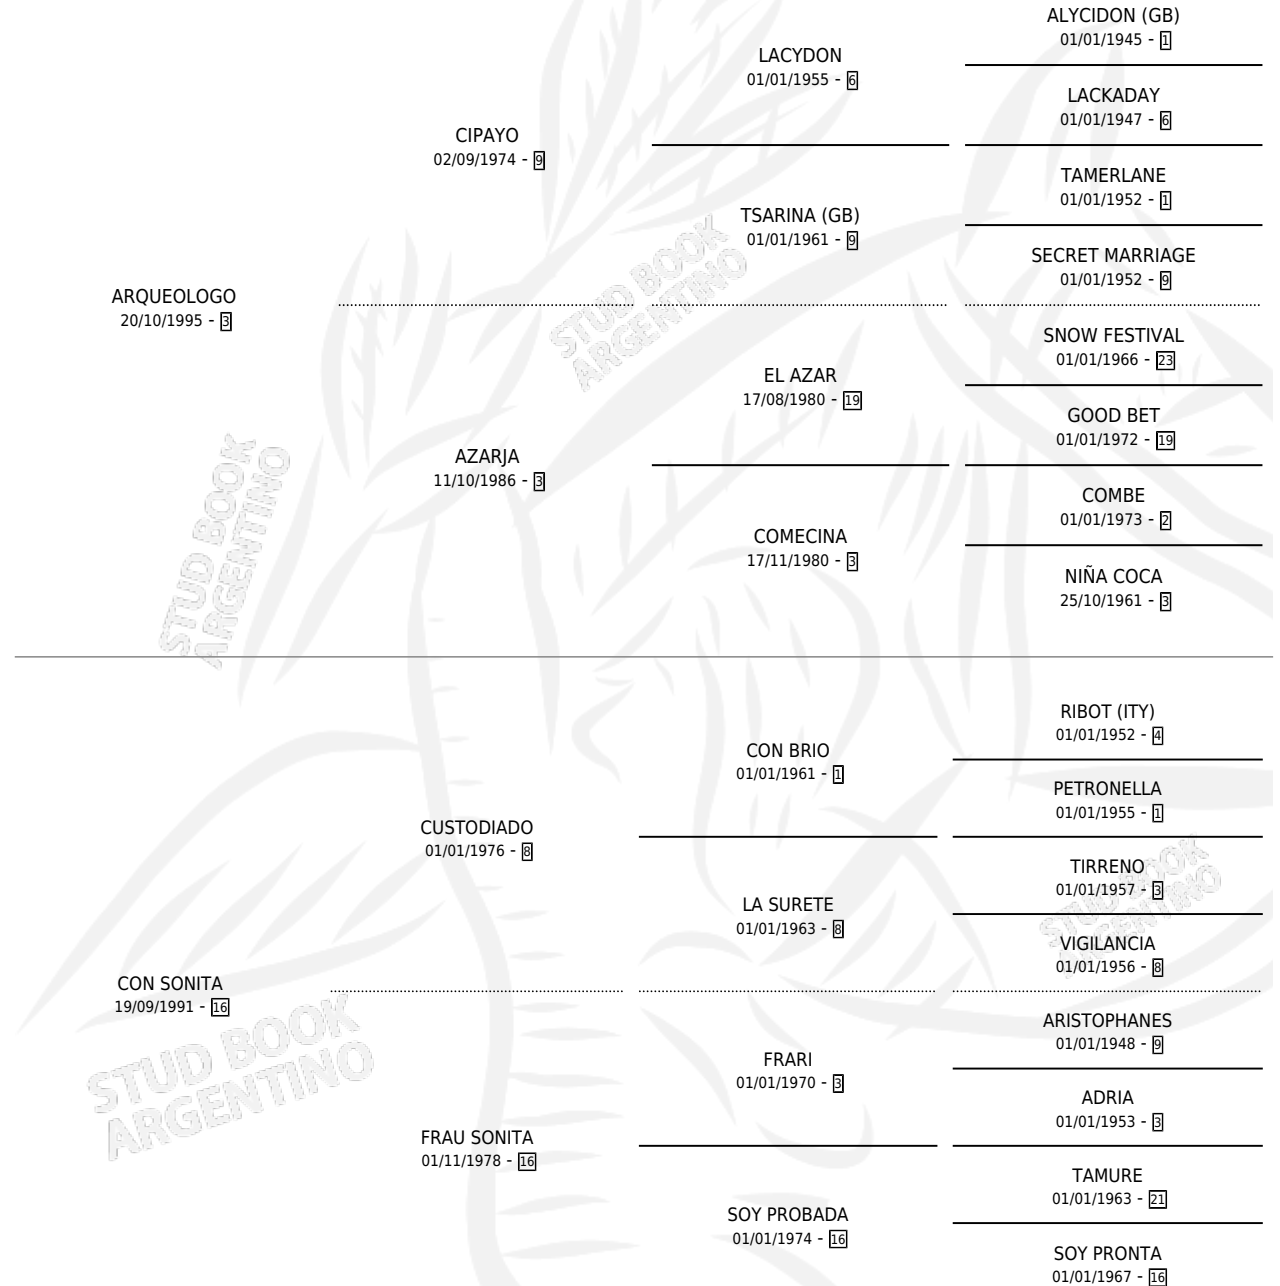 ALYCIDON (GB)
01/01/1945 - 1
LACYDON
01/01/1955 - 6
LACKADAY
01/01/1947 - 6
CIPAYO
02/09/1974 - 9
TAMERLANE
01/01/1952 - 1
TSARINA (GB)
01/01/1961 - 9
SECRET MARRIAGE
01/01/1952 - 9
ARQUEOLOGO
20/10/1995 - 3
SNOW FESTIVAL
01/01/1966 - 23
EL AZAR
17/08/1980 - 19
GOOD BET
01/01/1972 - 19
AZARJA
11/10/1986 - 3
COMBE
01/01/1973 - 2
COMECINA
17/11/1980 - 3
NIÑA COCA
25/10/1961 - 3
RIBOT (ITY)
01/01/1952 - 4
CON BRIO
01/01/1961 - 1
PETRONELLA
01/01/1955 - 1
CUSTODIADO
01/01/1976 - 8
TIRRENO
01/01/1957 - 3
LA SURETE
01/01/1963 - 8
VIGILANCIA
01/01/1956 - 8
CON SONITA
19/09/1991 - 16
ARISTOPHANES
01/01/1948 - 9
FRARI
01/01/1970 - 3
ADRIA
01/01/1953 - 3
FRAU SONITA
01/11/1978 - 16
TAMURE
01/01/1963 - 21
SOY PROBADA
01/01/1974 - 16
SOY PRONTA
01/01/1967 - 16
STUD BOOK
ARGENTINO
STUD BOOK
ARGENTINO
STUD BOOK
ARGENTINO
STUD BOOK
ARGENTINO